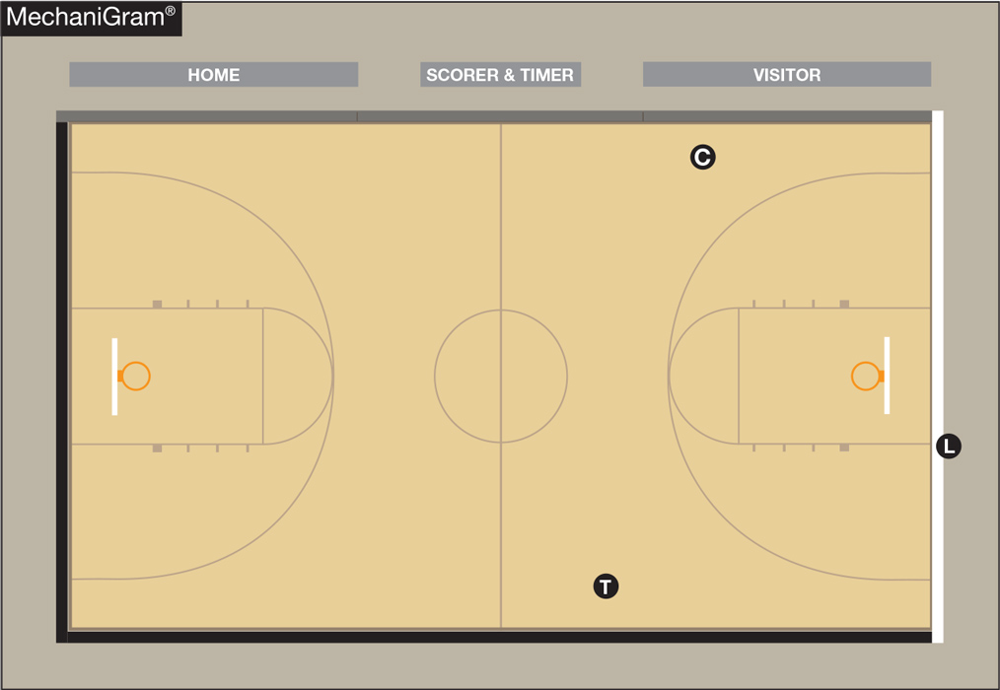 MechaniGram®
HOME
SCORER & TIMER
VISITOR
C
L
T